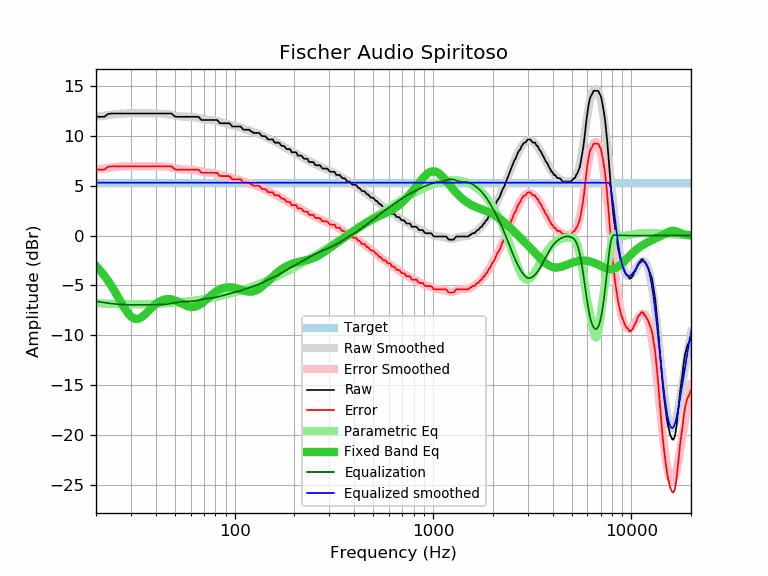 Fischer Audio Spiritoso
Amplitude (dBr)
15
10
5
0
−5
−10
−15
−20
−25
Target
Raw Smoothed
Error Smoothed
Raw
Error
Parametric Eq
Fixed Band Eq
Equalization
Equalized smoothed
100
1000
10000
Frequency (Hz)